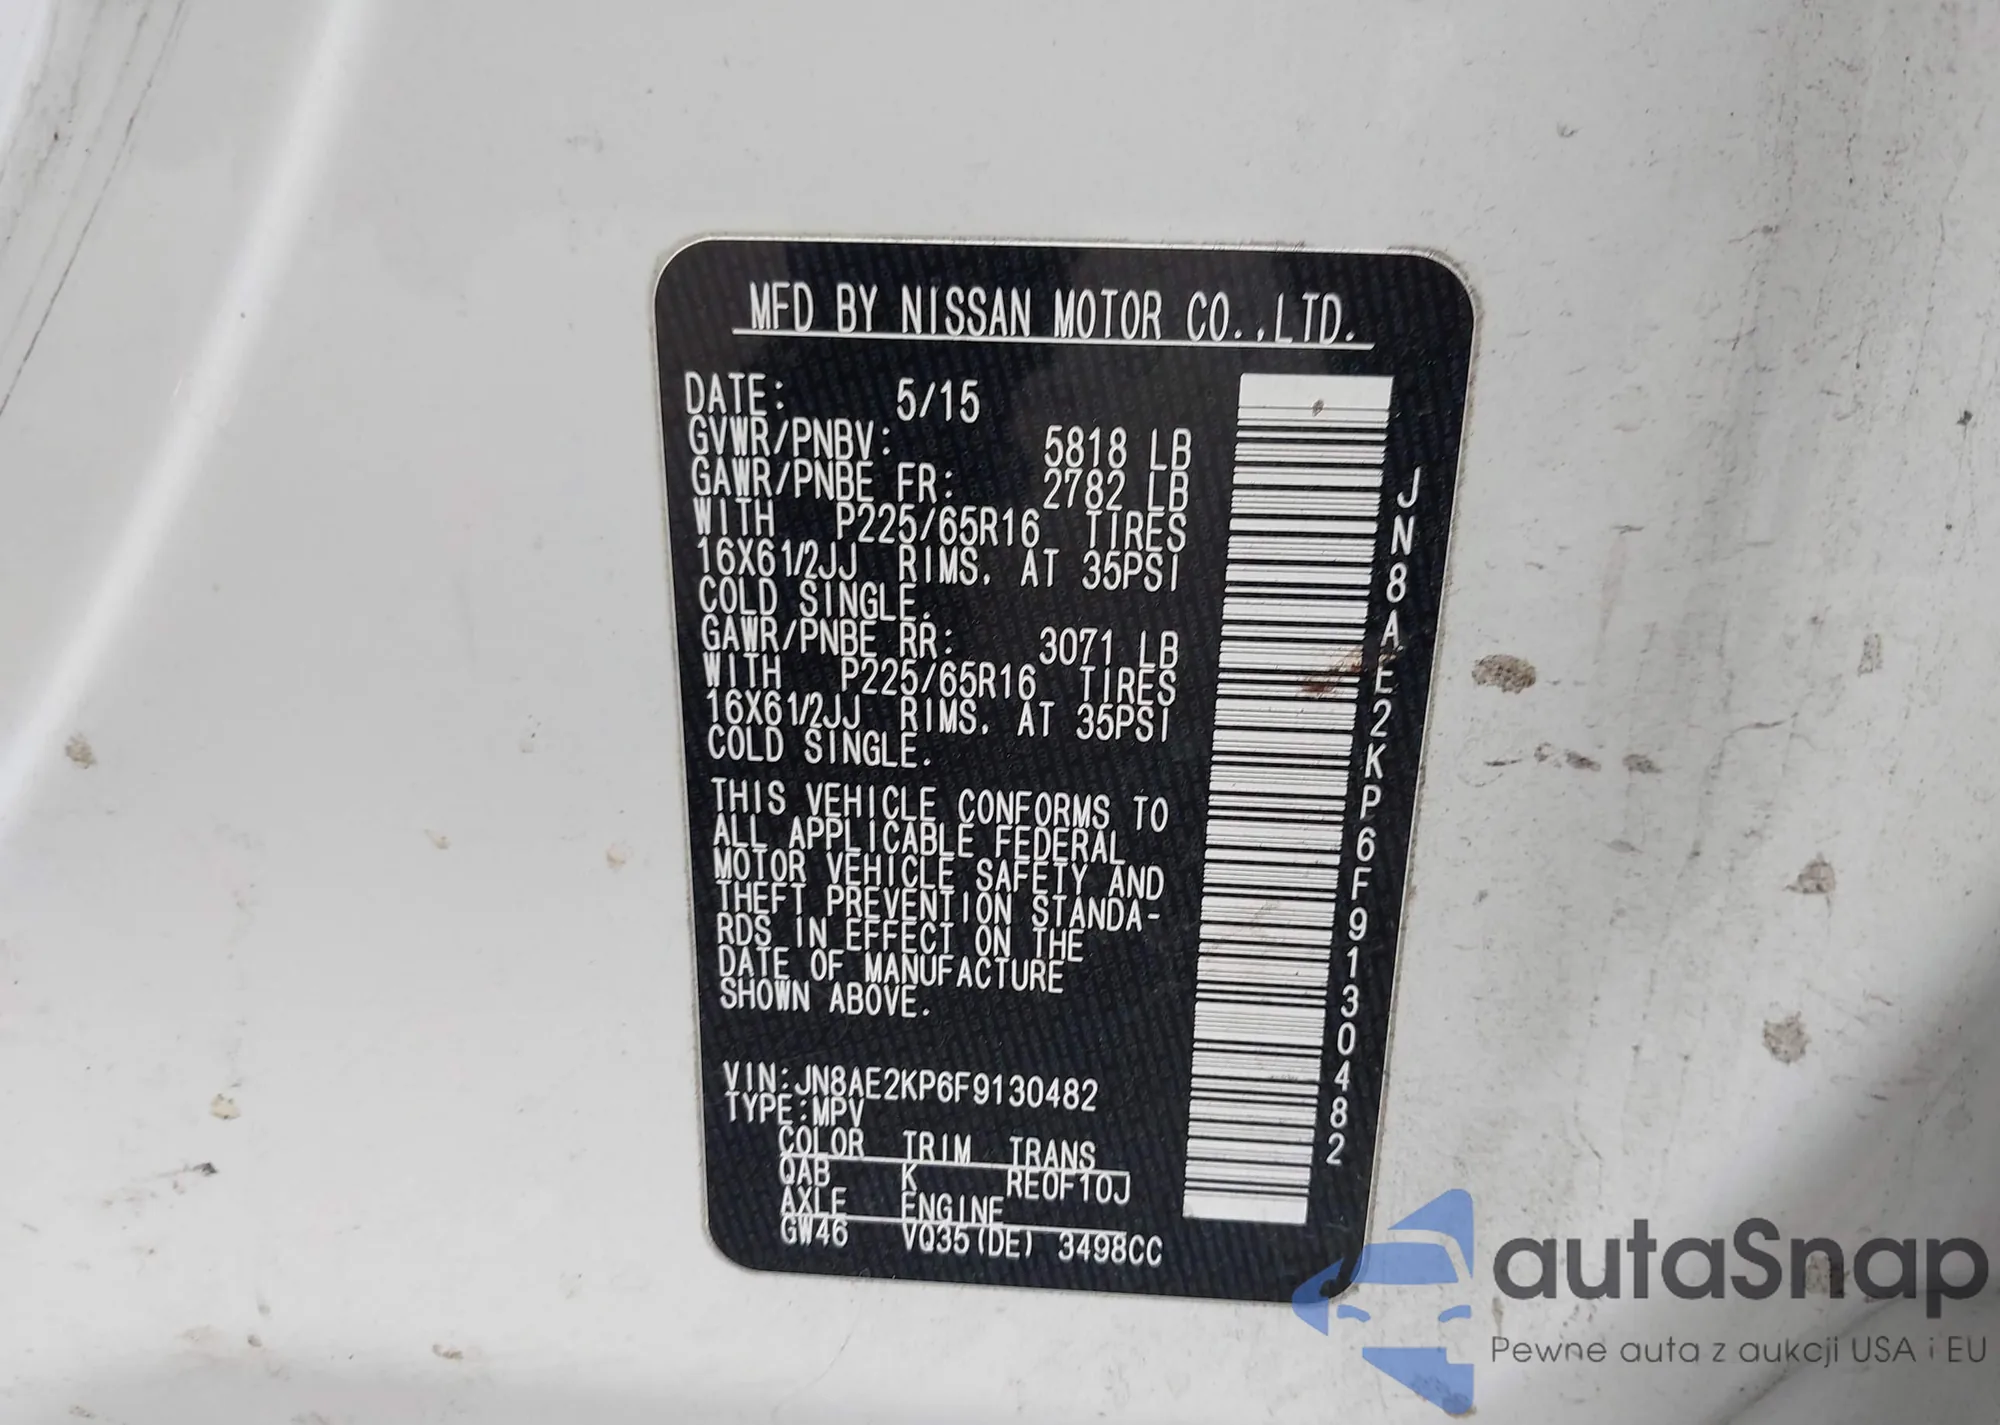 MFD BY NISSAN MOTOR CO.,LTD.
DATE: 5/15
GVWR/PNBV: 5818 LB
GAWR/PNBE FR: 2782 LB
WITH P225/65R16 TIRES
16X61/2JJ RIMS. AT 35PSI
COLD SINGLE.
GAWR/PNBE RR: 3071 LB
WITH P225/65R16 TIRES
16X61/2JJ RIMS. AT 35PSI
COLD SINGLE.
THIS VEHICLE CONFORMS TO
ALL APPLICABLE FEDERAL
MOTOR VEHICLE SAFETY AND
THEFT PREVENTION STANDA-
RDS IN EFFECT ON THE
DATE OF MANUFACTURE
SHOWN ABOVE.
VIN:JN8AE2KP6F9130482
TYPE:MPV
COLOR TRIM TRANS
QAB K RE0F10J
AXLE ENGINE
GW46 VQ35(DE) 3498CC
JN8AE2KP6F9130482
autaSnap
Pewne auta z aukcji USA i EU